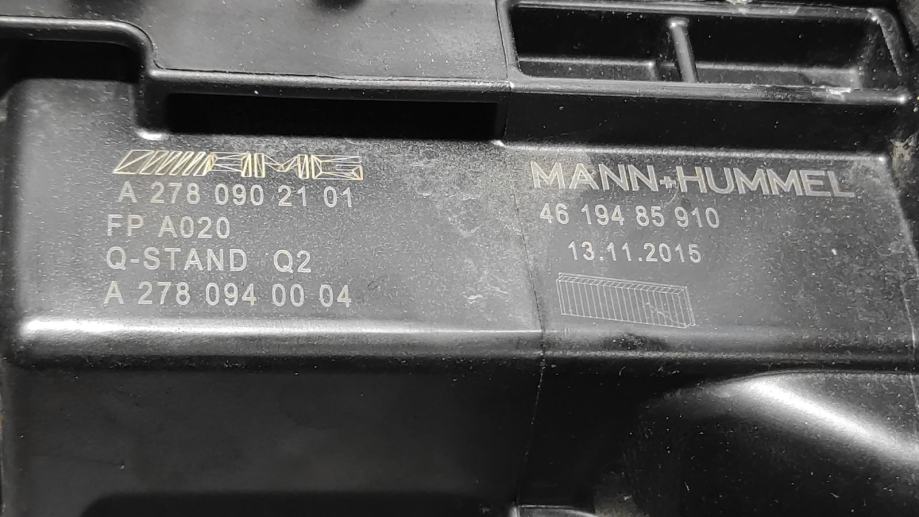 AMG
A 278 090 21 01
FP A020
Q-STAND Q2
A 278 094 00 04
MANN+HUMMEL
46 194 85 910
13.11.2015